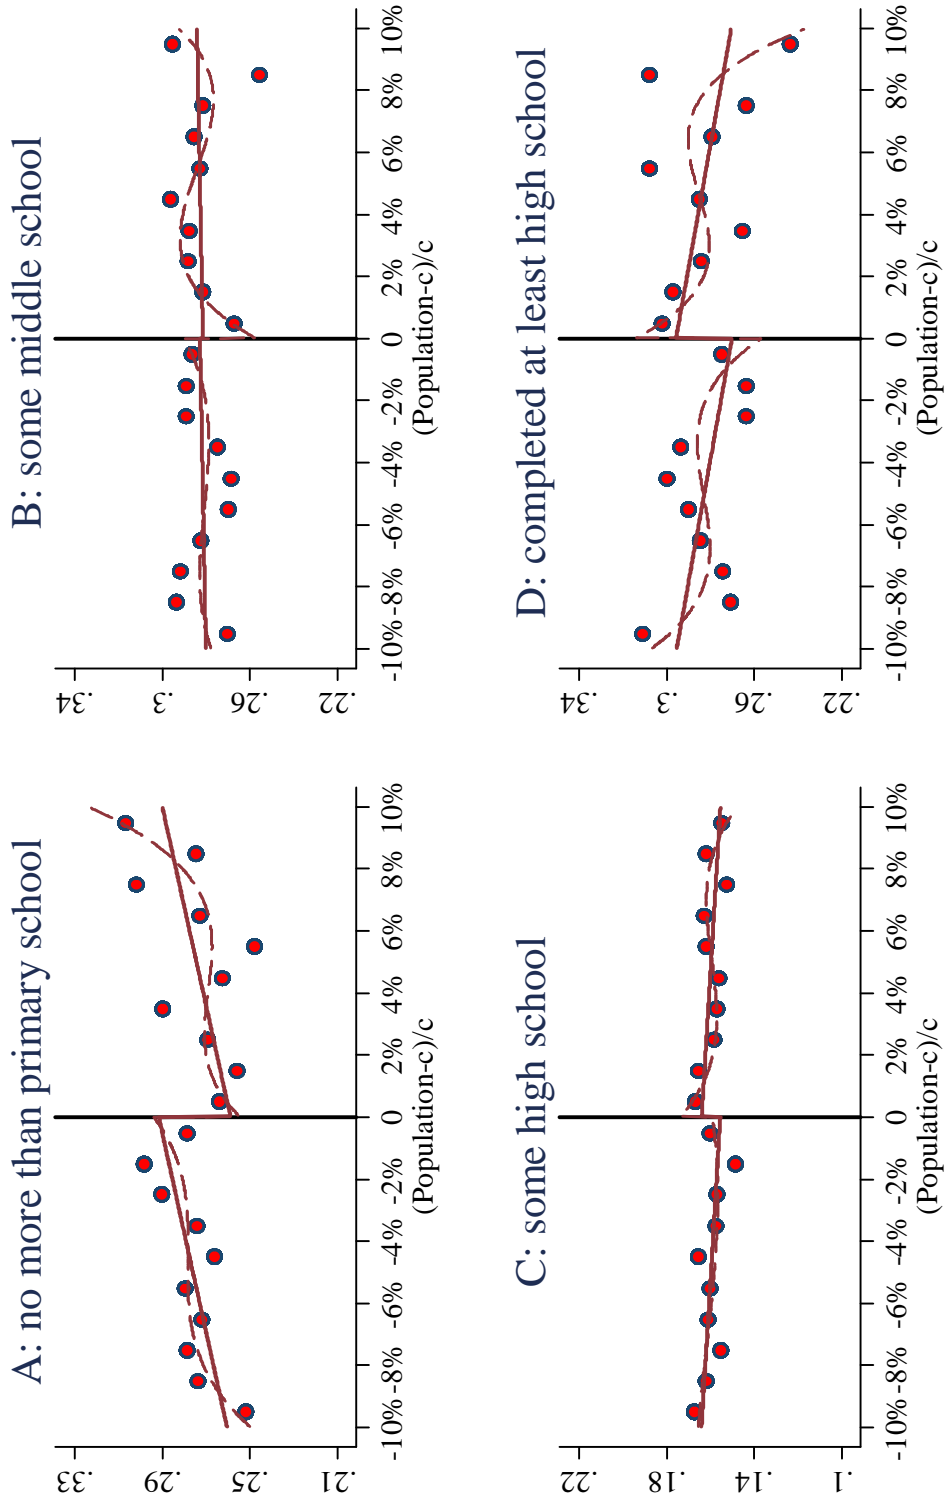 A: no more than primary school
.33
.29
.25
.21
-10% -8% -6% -4% -2% 0 2% 4% 6% 8% 10%
(Population-c)/c
B: some middle school
.34
.3
.26
.22
-10% -8% -6% -4% -2% 0 2% 4% 6% 8% 10%
(Population-c)/c
C: some high school
.22
.18
.14
.1
-10% -8% -6% -4% -2% 0 2% 4% 6% 8% 10%
(Population-c)/c
D: completed at least high school
.34
.3
.26
.22
-10% -8% -6% -4% -2% 0 2% 4% 6% 8% 10%
(Population-c)/c